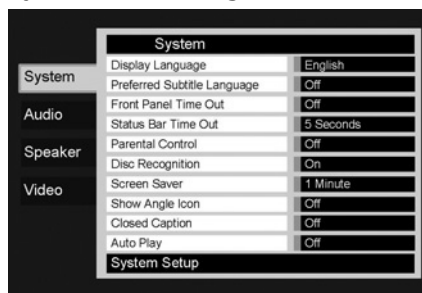 System
System
Audio
Speaker
Video
Display Language English
Preferred Subtitle Language Off
Front Panel Time Out Off
Status Bar Time Out 5 Seconds
Parental Control Off
Disc Recognition On
Screen Saver 1 Minute
Show Angle Icon Off
Closed Caption Off
Auto Play Off
System Setup